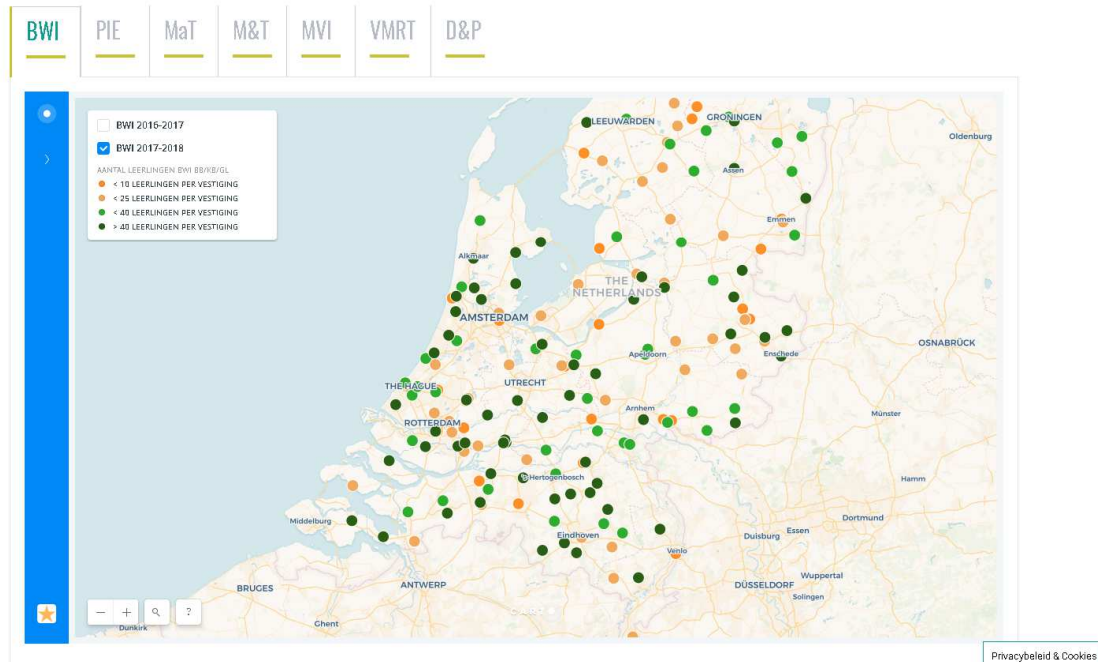 BWI
PIE
MaT
M&T
MVI
VMRT
D&P
BWI 2016-2017
BWI 2017-2018
AANTAL LEERLINGEN BWI BB/KB/GL
< 10 LEERLINGEN PER VESTIGING
< 25 LEERLINGEN PER VESTIGING
< 40 LEERLINGEN PER VESTIGING
> 40 LEERLINGEN PER VESTIGING
LEEUWARDEN
GRONINGEN
Oldenburg
Assen
Emmen
Alkmaar
THE
NETHERLANDS
AMSTERDAM
OSNABRÜCK
Apeldoorn
Enschede
THE HAGUE
UTRECHT
Arnhem
Münster
ROTTERDAM
'S Hertogenbosch
Hamm
Middelburg
Eindhoven
Dortmund
Essen
Duisburg
Venlo
Wuppertal
BRUGES
ANTWERP
DÜSSELDORF
Solingen
Ghent
Dunkirk
− + ?
Privacybeleid & Cookies